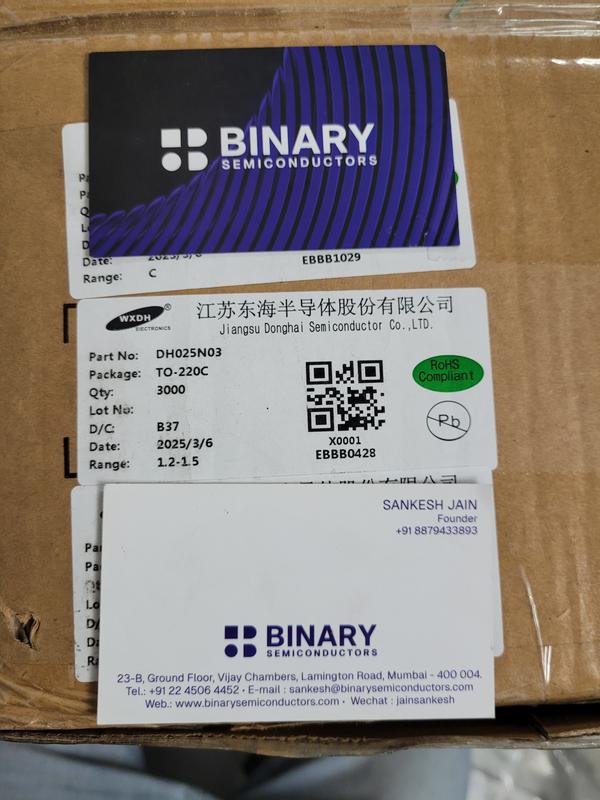 BINARY
SEMICONDUCTORS
Date: 2025/3/6
EBBB1029
Range: C
WXDH®
ELECTRONICS
江苏东海半导体股份有限公司
Jiangsu Donghai Semiconductor Co.,LTD.
Part No: DH025N03
Package: TO-220C
Qty: 3000
Lot No:
D/C: B37
Date: 2025/3/6
Range: 1.2-1.5
X0001
EBBB0428
RoHS
Compliant
Pb
SANKESH JAIN
Founder
+91 8879433893
BINARY
SEMICONDUCTORS
23-B, Ground Floor, Vijay Chambers, Lamington Road, Mumbai - 400 004.
Tel.: +91 22 4506 4452 • E-mail : sankesh@binarysemiconductors.com
Web.: www.binarysemiconductors.com • Wechat : jainsankesh